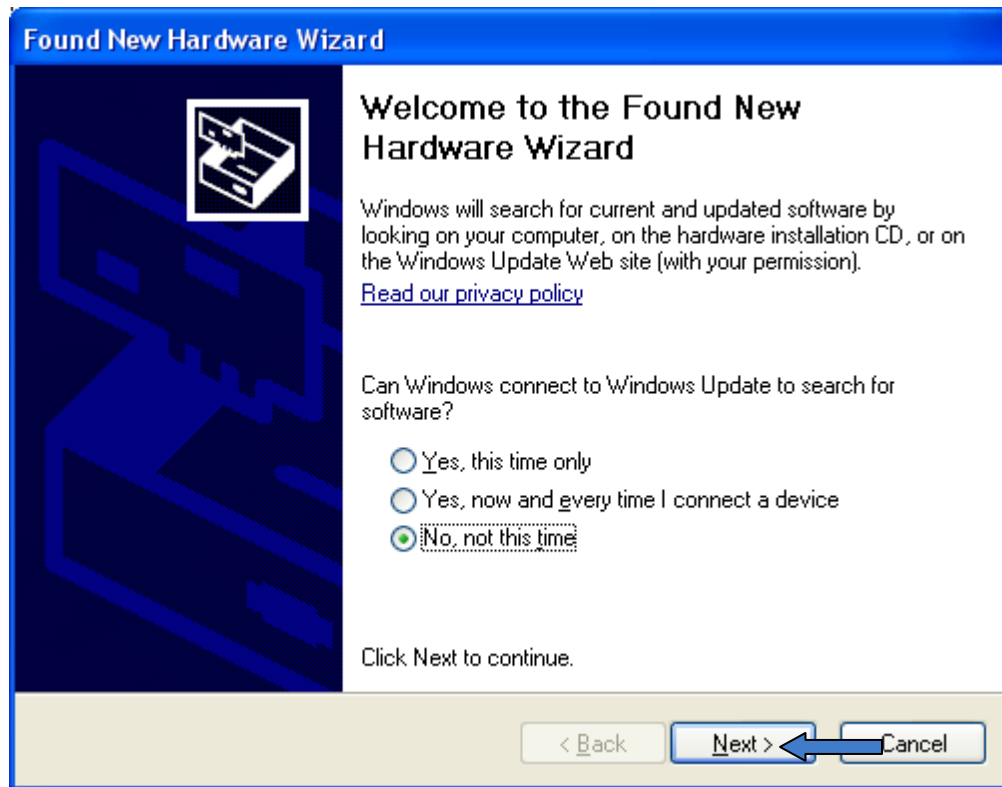 Found New Hardware Wizard
Welcome to the Found New
Hardware Wizard
Windows will search for current and updated software by
looking on your computer, on the hardware installation CD, or on
the Windows Update Web site (with your permission).
Read our privacy policy
Can Windows connect to Windows Update to search for
software?
Yes, this time only
Yes, now and every time I connect a device
No, not this time
Click Next to continue.
< Back Next > Cancel